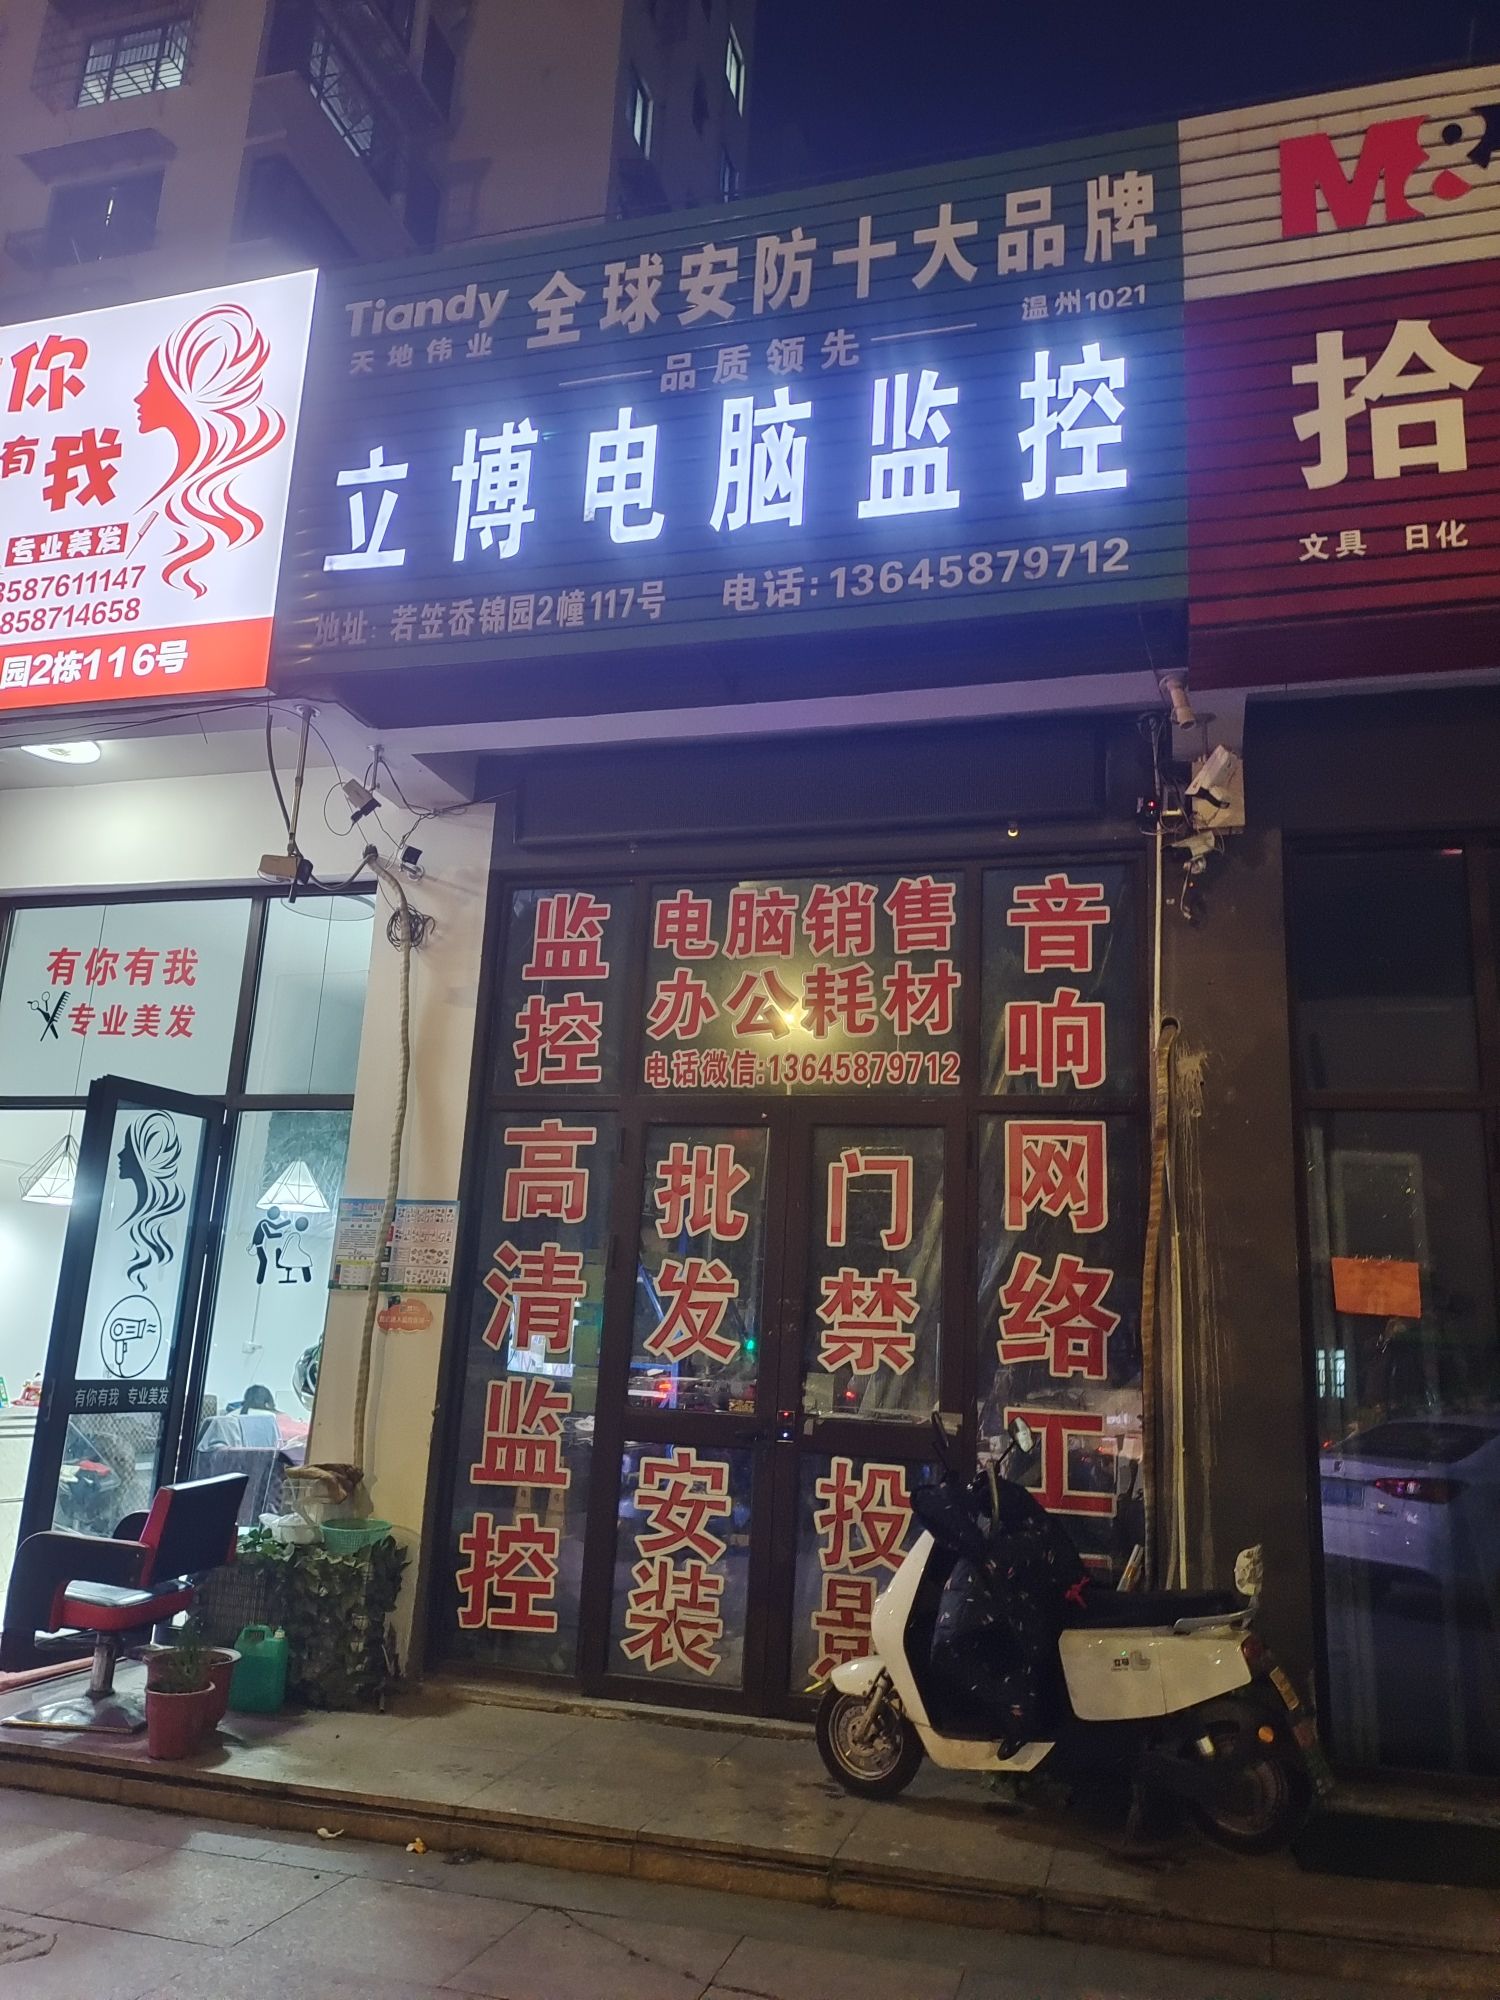 你
有我
专业美发
3587611147
858714658
园2栋116号
Tiandy 全球安防十大品牌
天地伟业
品质领先
温州1021
立博电脑监控
地址:若笠岙锦园2幢117号 电话:13645879712
M&
拾
文具 日化
有你有我
专业美发
有你有我 专业美发
监控
高清监控
电脑销售
办公耗材
电话微信:13645879712
批发
安装
门禁
投影
音响
网络工